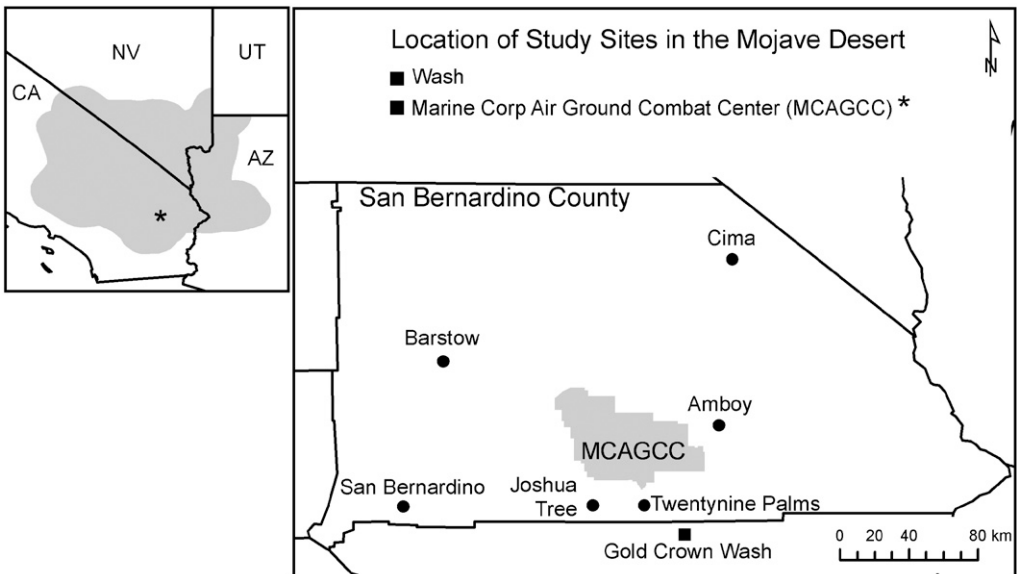 NV
UT
CA
AZ
*
Location of Study Sites in the Mojave Desert
Wash
Marine Corp Air Ground Combat Center (MCAGCC) *
N
San Bernardino County
Cima
Barstow
Amboy
MCAGCC
San Bernardino
Joshua
Tree
Twentynine Palms
Gold Crown Wash
0 20 40 80 km